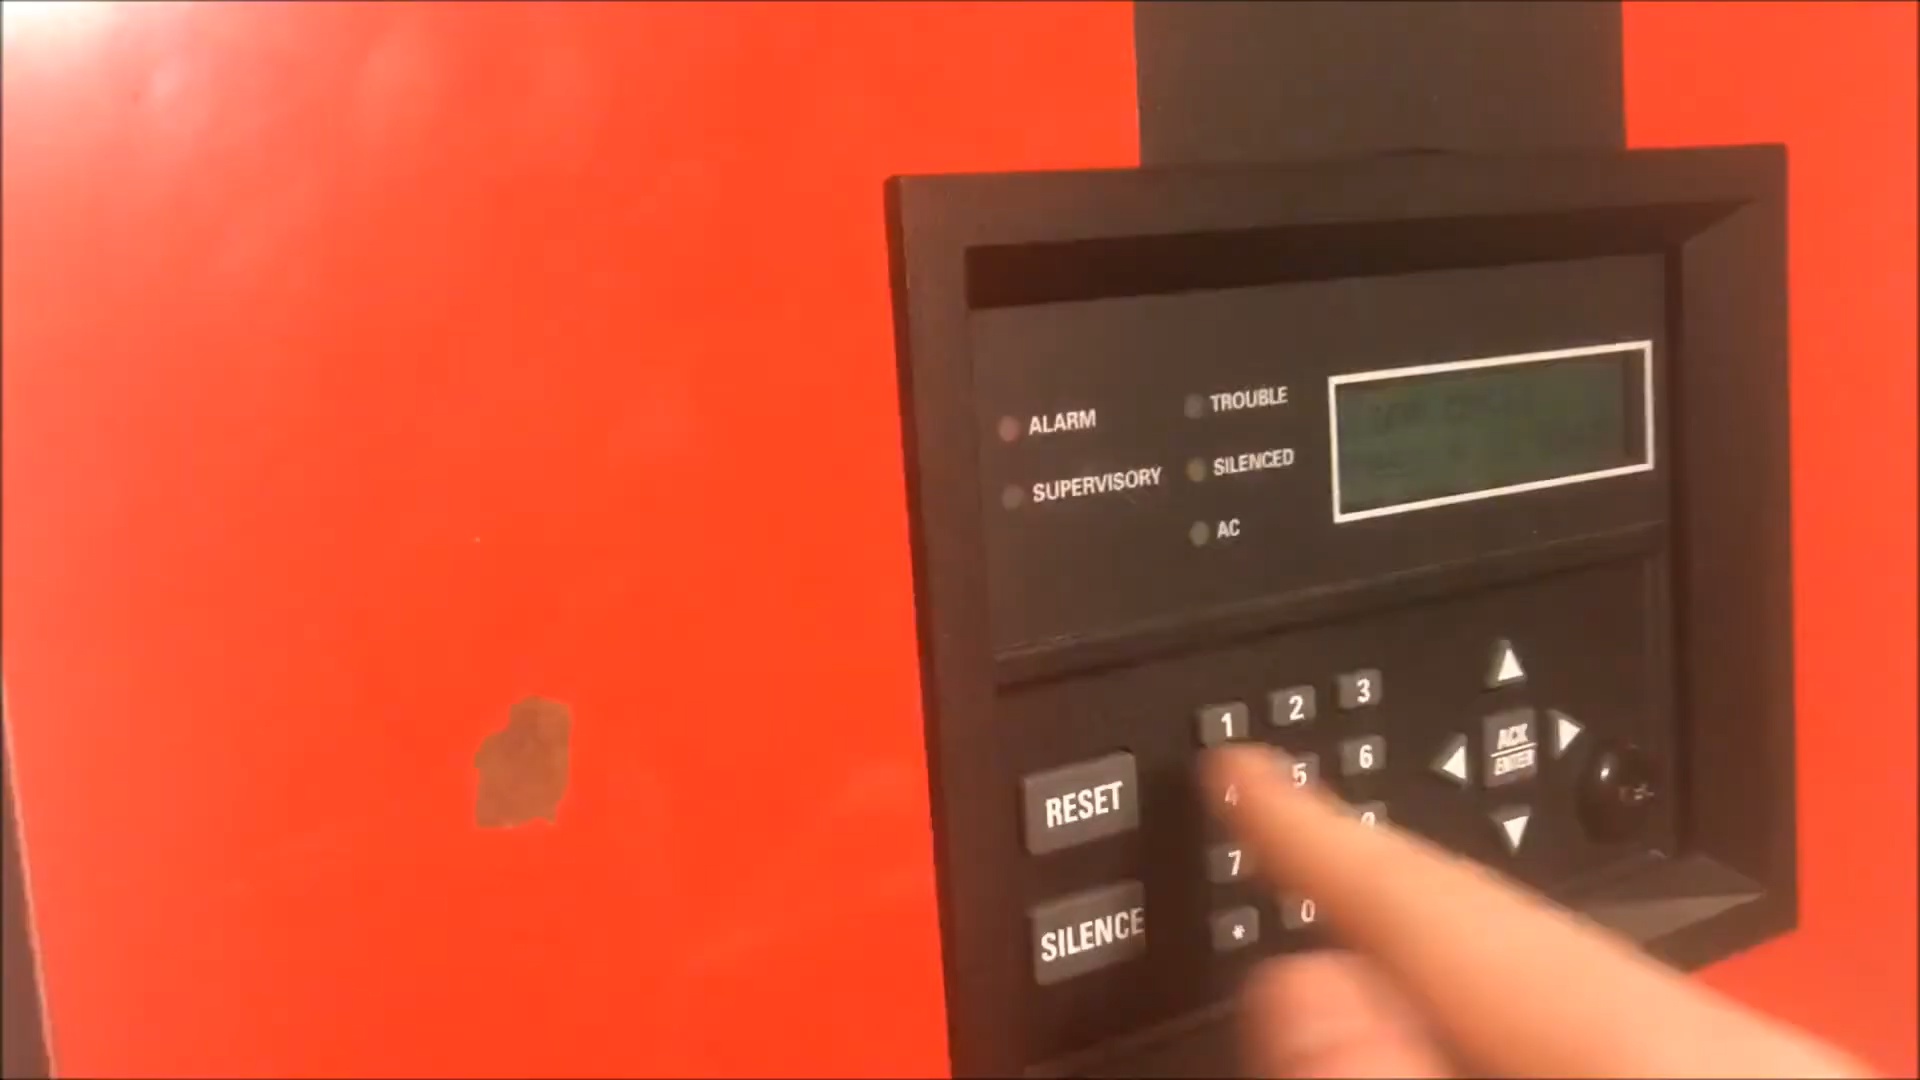 ALARM
TROUBLE
SUPERVISORY
SILENCED
AC
1 2 3
4 5 6
7
* 0
RESET
SILENCE
ACK
ENTER